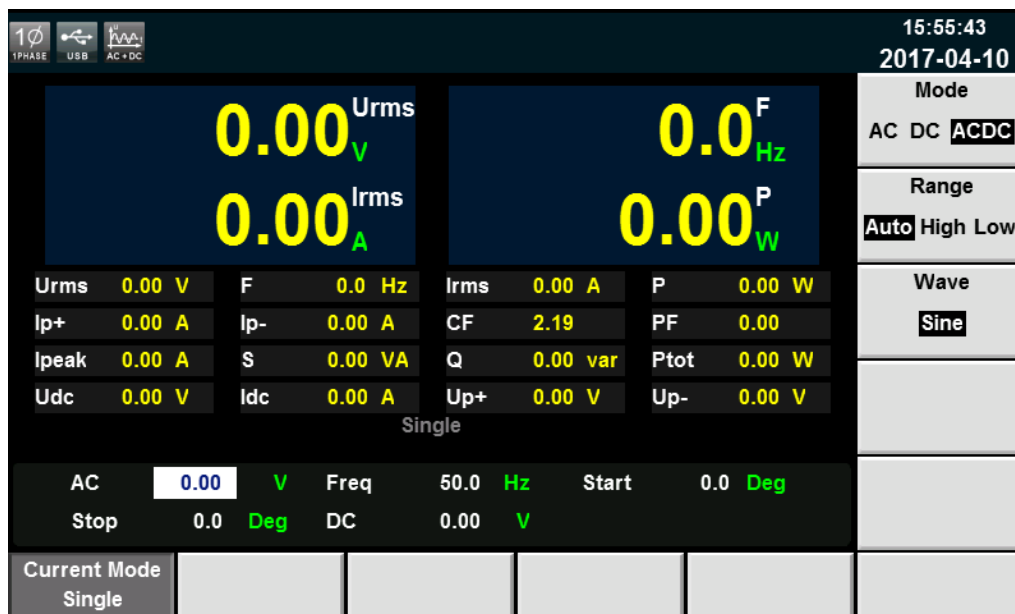 1Ø
1PHASE USB AC+DC
15:55:43
2017-04-10
0.00 Urms V
0.0 F Hz
0.00 Irms A
0.00 P W
Urms 0.00 V F 0.0 Hz Irms 0.00 A P 0.00 W
Ip+ 0.00 A Ip- 0.00 A CF 2.19 PF 0.00
Ipeak 0.00 A S 0.00 VA Q 0.00 var Ptot 0.00 W
Udc 0.00 V Idc 0.00 A Up+ 0.00 V Up- 0.00 V
Single
AC 0.00 V Freq 50.0 Hz Start 0.0 Deg
Stop 0.0 Deg DC 0.00 V
Mode
AC DC ACDC
Range
Auto High Low
Wave
Sine
Current Mode
Single